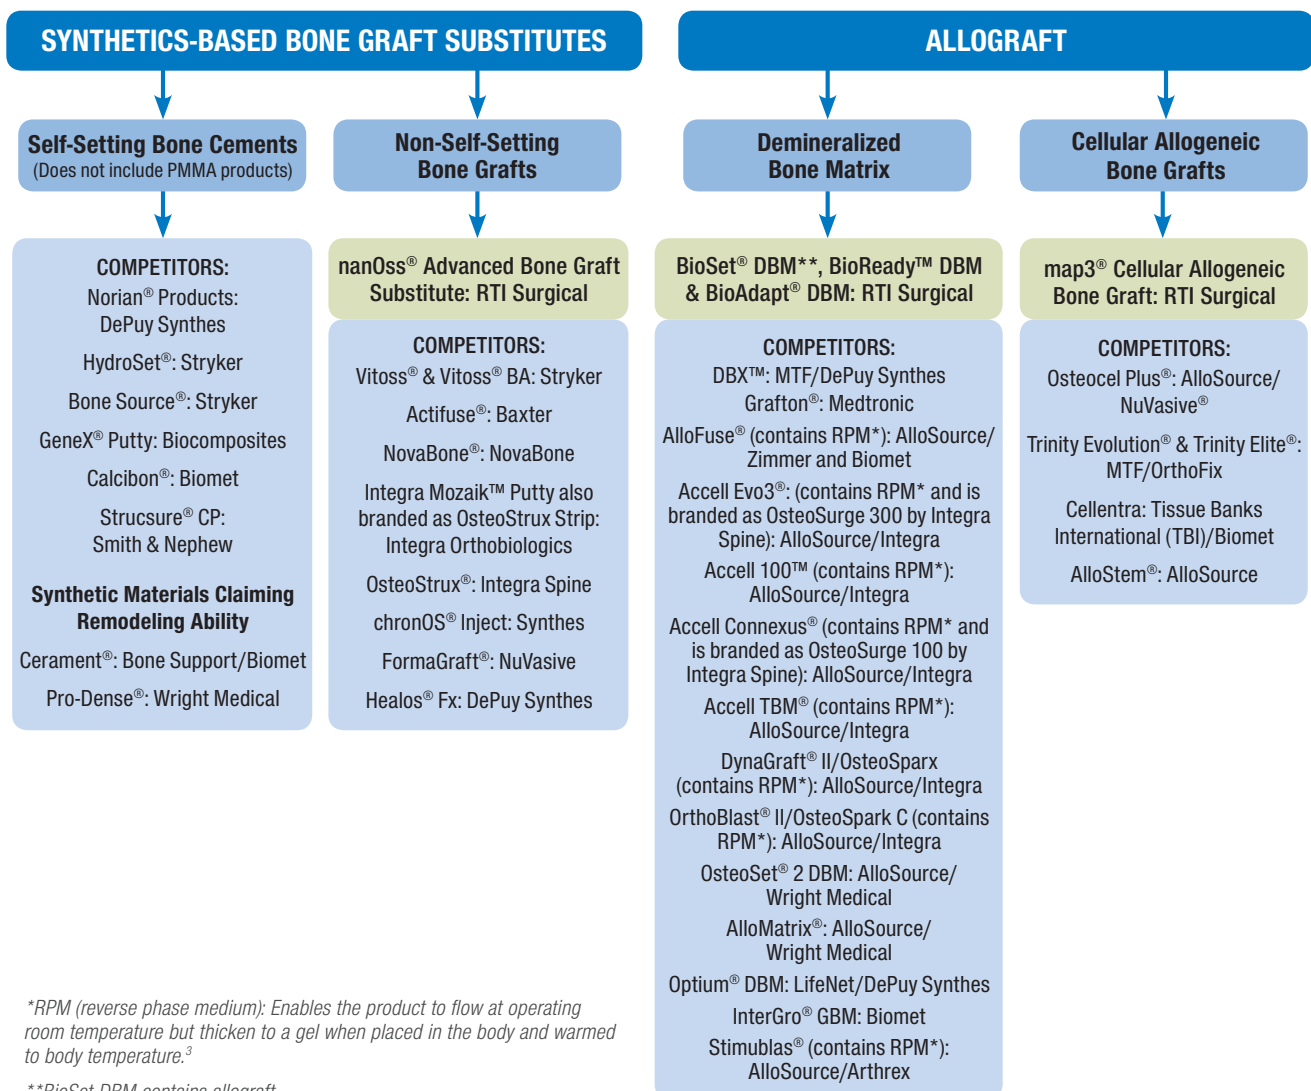 SYNTHETICS-BASED BONE GRAFT SUBSTITUTES
Self-Setting Bone Cements
(Does not include PMMA products)
COMPETITORS:
Norian® Products:
DePuy Synthes
HydroSet®: Stryker
Bone Source®: Stryker
GeneX® Putty: Biocomposites
Calcibon®: Biomet
Strucsure® CP:
Smith & Nephew
Synthetic Materials Claiming
Remodeling Ability
Cerament®: Bone Support/Biomet
Pro-Dense®: Wright Medical
Non-Self-Setting
Bone Grafts
nanOss® Advanced Bone Graft
Substitute: RTI Surgical
COMPETITORS:
Vitoss® & Vitoss® BA: Stryker
Actifuse®: Baxter
NovaBone®: NovaBone
Integra Mozaik™ Putty also
branded as OsteoStrux Strip:
Integra Orthobiologics
OsteoStrux®: Integra Spine
chronOS® Inject: Synthes
FormaGraft®: NuVasive
Healos® Fx: DePuy Synthes
ALLOGRAFT
Demineralized
Bone Matrix
BioSet® DBM**, BioReady™ DBM
& BioAdapt® DBM: RTI Surgical
COMPETITORS:
DBX™: MTF/DePuy Synthes
Grafton®: Medtronic
AlloFuse® (contains RPM*): AlloSource/
Zimmer and Biomet
Accell Evo3®: (contains RPM* and is
branded as OsteoSurge 300 by Integra
Spine): AlloSource/Integra
Accell 100™ (contains RPM*):
AlloSource/Integra
Accell Connexus® (contains RPM* and
is branded as OsteoSurge 100 by
Integra Spine): AlloSource/Integra
Accell TBM® (contains RPM*):
AlloSource/Integra
DynaGraft® II/OsteoSparx
(contains RPM*): AlloSource/Integra
OrthoBlast® II/OsteoSpark C (contains
RPM*): AlloSource/Integra
OsteoSet® 2 DBM: AlloSource/
Wright Medical
AlloMatrix®: AlloSource/
Wright Medical
Optium® DBM: LifeNet/DePuy Synthes
InterGro® GBM: Biomet
Stimublas® (contains RPM*):
AlloSource/Arthrex
Cellular Allogeneic
Bone Grafts
map3® Cellular Allogeneic
Bone Graft: RTI Surgical
COMPETITORS:
Osteocel Plus®: AlloSource/
NuVasive®
Trinity Evolution® & Trinity Elite®:
MTF/OrthoFix
Cellentra: Tissue Banks
International (TBI)/Biomet
AlloStem®: AlloSource
*RPM (reverse phase medium): Enables the product to flow at operating
room temperature but thicken to a gel when placed in the body and warmed
to body temperature.³
**BioSet DBM contains allograft